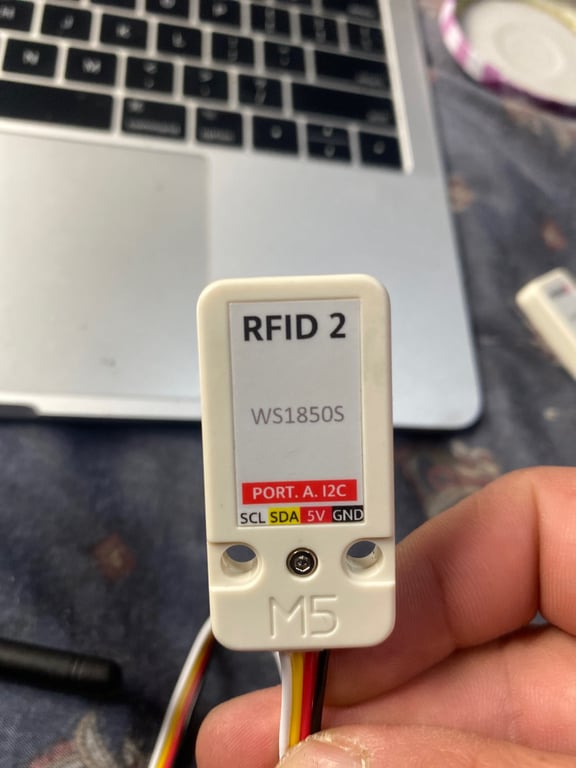 RFID 2
WS1850S
PORT. A. I2C
SCL SDA 5V GND
M5